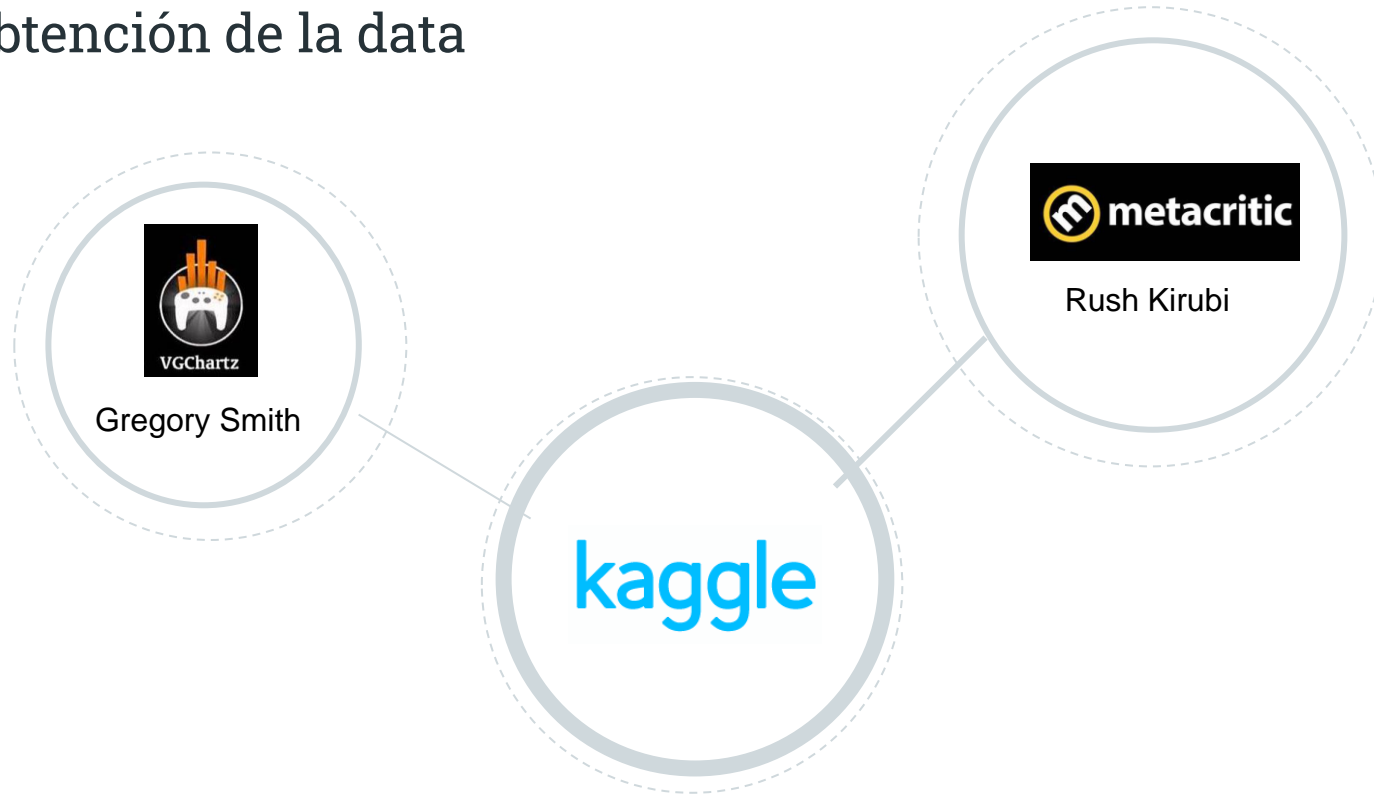 btención de la data
metacritic
Rush Kirubi
VGChartz
Gregory Smith
kaggle